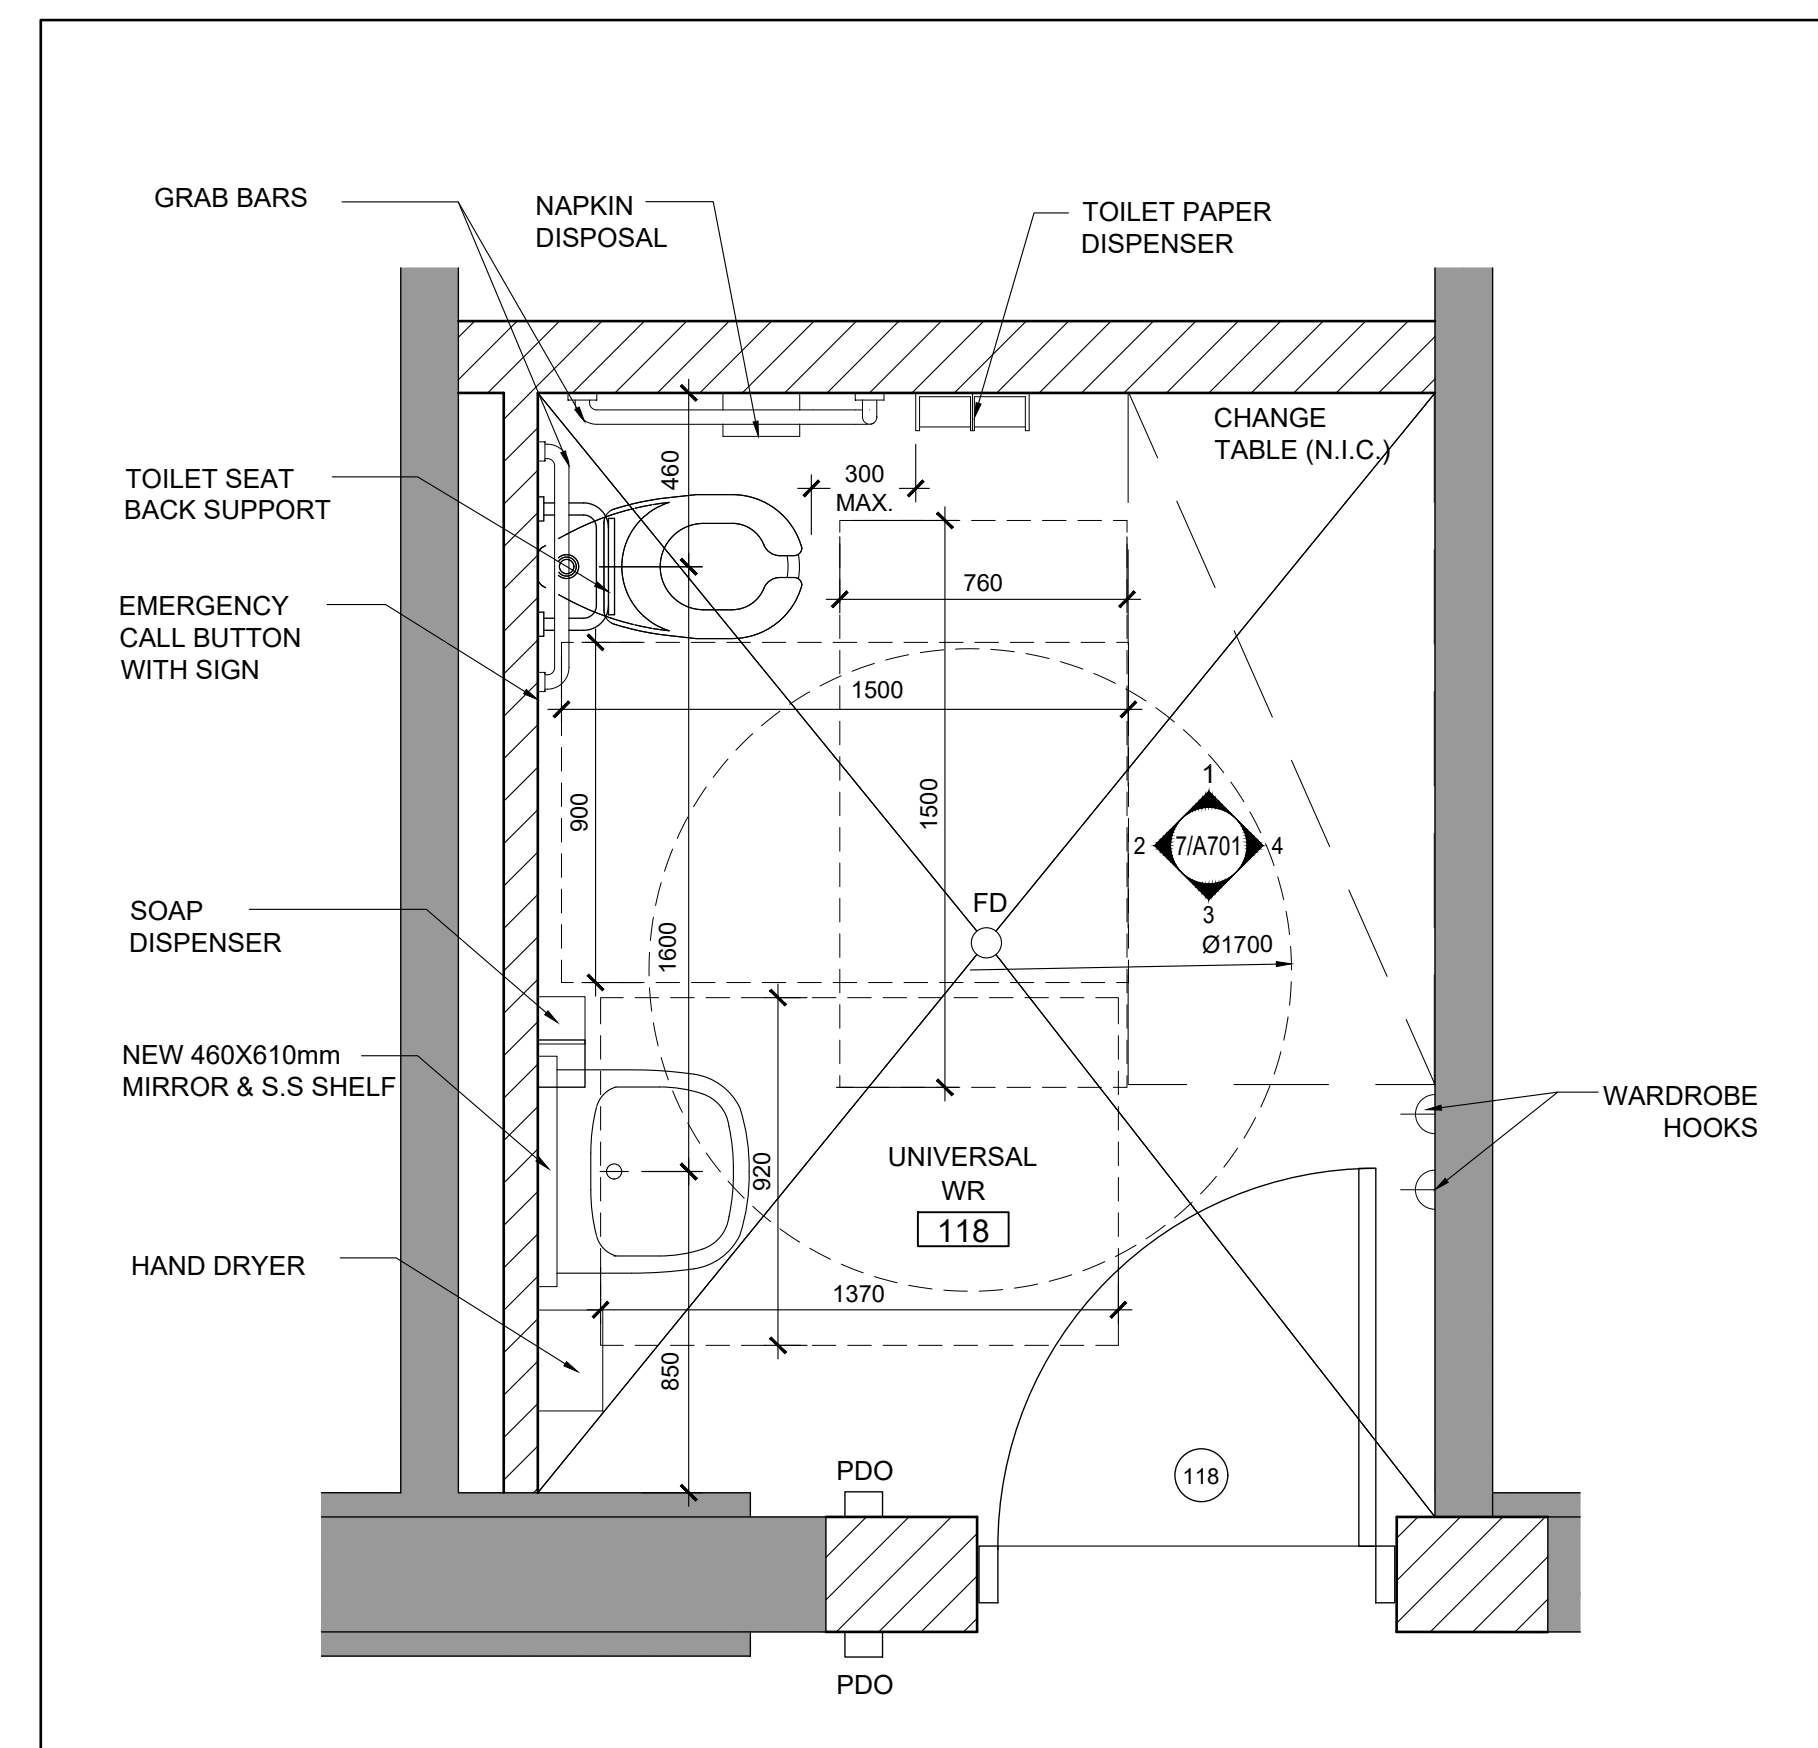 GRAB BARS
NAPKIN
DISPOSAL
TOILET PAPER
DISPENSER
CHANGE
TABLE (N.I.C.)
TOILET SEAT
BACK SUPPORT
460
300
MAX.
760
EMERGENCY
CALL BUTTON
WITH SIGN
1500
900
1500
1
2
7/A701
4
3
Ø1700
FD
SOAP
DISPENSER
1600
NEW 460X610mm
MIRROR & S.S SHELF
WARDROBE
HOOKS
920
UNIVERSAL
WR
118
HAND DRYER
1370
850
PDO
118
PDO